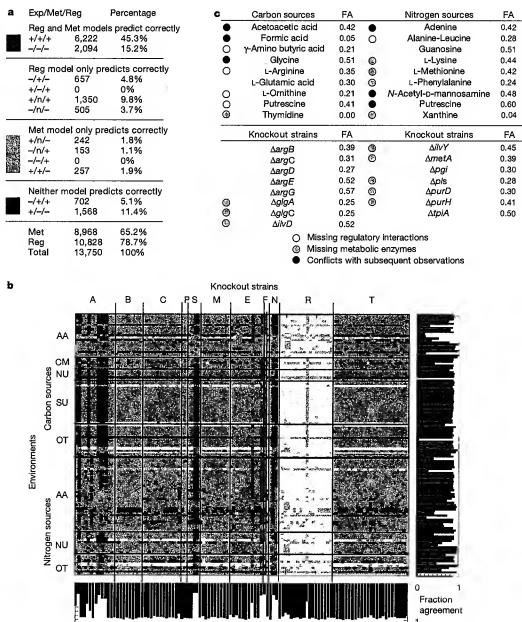 a
Exp/Met/Reg Percentage
Reg and Met models predict correctly
+/+/+ 6,222 45.3%
−/−/− 2,094 15.2%
Reg model only predicts correctly
−/+/− 657 4.8%
+/−/+ 0 0%
+/n/+ 1,350 9.8%
−/n/− 505 3.7%
Met model only predicts correctly
+/n/− 242 1.8%
−/n/+ 153 1.1%
−/−/+ 0 0%
+/+/− 257 1.9%
Neither model predicts correctly
−/+/+ 702 5.1%
+/−/− 1,568 11.4%
Met 8,968 65.2%
Reg 10,828 78.7%
Total 13,750 100%
c
Carbon sources FA Nitrogen sources FA
Acetoacetic acid 0.42 Adenine 0.42
Formic acid 0.05 Alanine-Leucine 0.28
γ-Amino butyric acid 0.21 Guanosine 0.51
Glycine 0.51 L-Lysine 0.44
L-Arginine 0.35 L-Methionine 0.42
L-Glutamic acid 0.30 L-Phenylalanine 0.24
L-Ornithine 0.21 N-Acetyl-D-mannosamine 0.48
Putrescine 0.41 Putrescine 0.60
Thymidine 0.00 Xanthine 0.04
Knockout strains FA Knockout strains FA
ΔargB 0.39 ΔilvY 0.45
ΔargC 0.31 ΔmetA 0.39
ΔargD 0.27 Δpgi 0.30
ΔargE 0.52 Δpls 0.28
ΔargG 0.57 ΔpurD 0.30
ΔglgA 0.25 ΔpurH 0.41
ΔglgC 0.25 ΔtpiA 0.50
ΔilvD 0.52
Missing regulatory interactions
Missing metabolic enzymes
Conflicts with subsequent observations
b
Knockout strains
A B C P S M E F N R T
AA
CM
NU
SU
OT
AA
NU
OT
Environments
Carbon sources
Nitrogen sources
0 1
Fraction
agreement
1